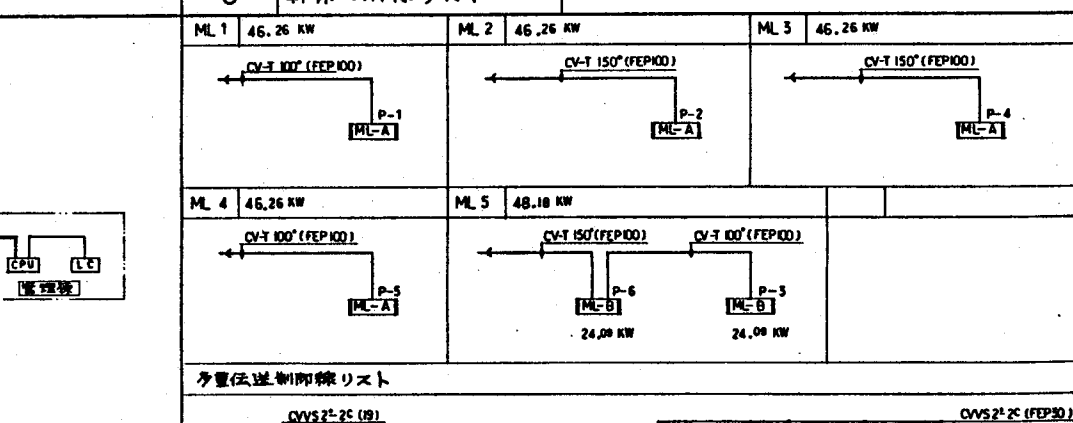 ML 1 46.26 KW
ML 2 46.26 KW
ML 3 46.26 KW
CV-T 100° (FEP100)
CV-T 150° (FEP100)
CV-T 150° (FEP100)
P-1
ML-A
P-2
ML-A
P-4
ML-A
ML 4 46.26 KW
ML 5 48.18 KW
CV-T 100° (FEP100)
CV-T 150° (FEP100)
CV-T 100° (FEP100)
P-5
ML-A
P-6
ML-B
24.09 KW
P-3
ML-B
24.09 KW
CPU
LC
管理棟
多重伝送制御線リスト
CVVS 2²-2C (19)
CVVS 2²-2C (FEP30)